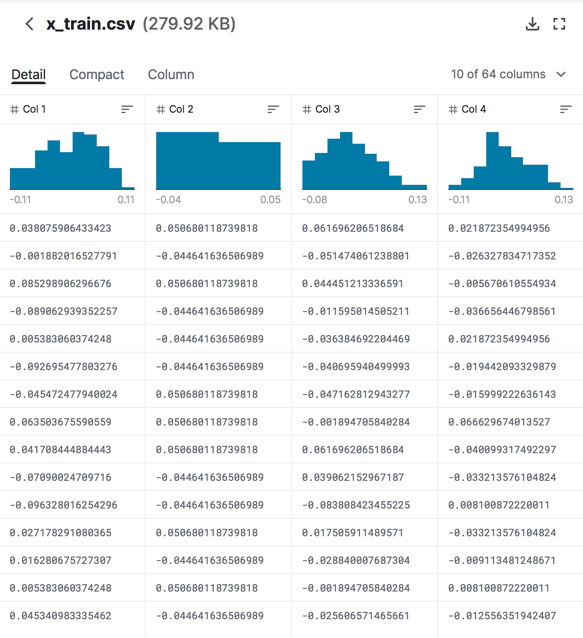 x_train.csv (279.92 KB)
Detail Compact Column 10 of 64 columns
# Col 1 # Col 2 # Col 3 # Col 4
-0.11 0.11 -0.04 0.05 -0.08 0.13 -0.11 0.13
0.038075906433423 0.050680118739818 0.061696206518684 0.021872354994956
-0.001882016527791 -0.044641636506989 -0.051474061238801 -0.026327834717352
0.085298906296676 0.050680118739818 0.044451213336591 -0.005670610554934
-0.089062939352257 -0.044641636506989 -0.011595014505211 -0.036656446798561
0.005383060374248 -0.044641636506989 -0.036384692204469 0.021872354994956
-0.092695477803276 -0.044641636506989 -0.040695940499993 -0.019442093329879
-0.045472477940024 0.050680118739818 -0.047162812943277 -0.015999222636143
0.063503675590559 0.050680118739818 -0.001894705840284 0.066629674013527
0.041708444884443 0.050680118739818 0.061696206518684 -0.040099317492297
-0.07090024709716 -0.044641636506989 0.039062152967187 -0.033213576104824
-0.096328016254296 -0.044641636506989 -0.083808423455225 0.008100872220011
0.027178291080365 0.050680118739818 0.017505911489571 -0.033213576104824
0.016280675727307 -0.044641636506989 -0.028840007687304 -0.009113481248671
0.005383060374248 0.050680118739818 -0.001894705840284 0.008100872220011
0.045340983335462 -0.044641636506989 -0.025606571465661 -0.012556351942407